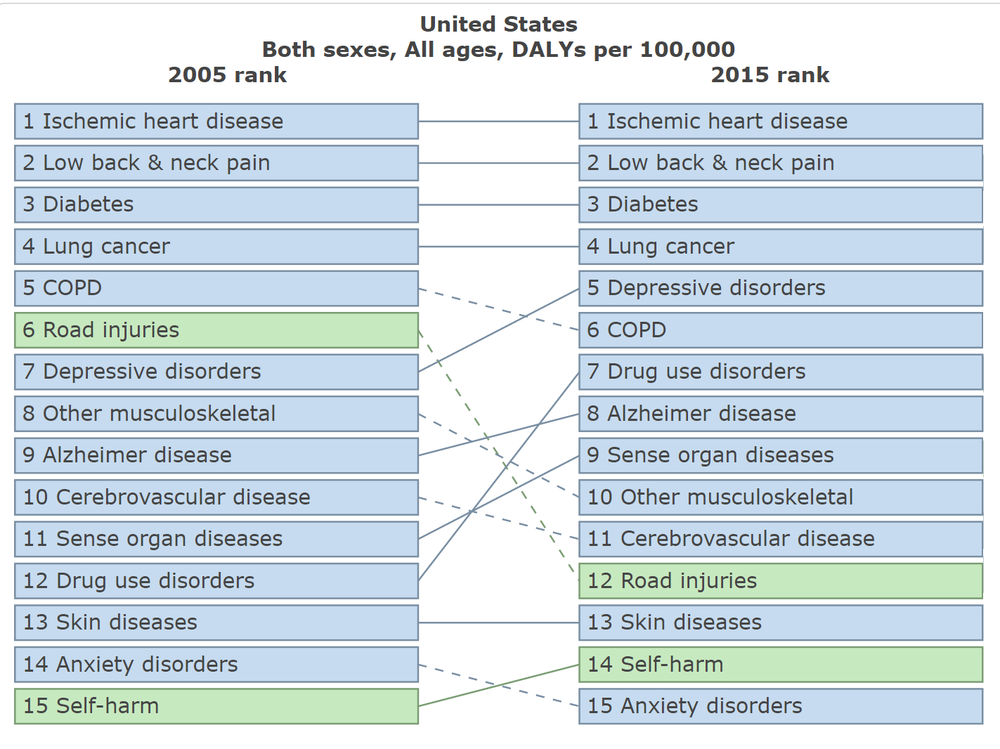 United States
Both sexes, All ages, DALYs per 100,000
2005 rank
2015 rank
1 Ischemic heart disease
2 Low back & neck pain
3 Diabetes
4 Lung cancer
5 COPD
6 Road injuries
7 Depressive disorders
8 Other musculoskeletal
9 Alzheimer disease
10 Cerebrovascular disease
11 Sense organ diseases
12 Drug use disorders
13 Skin diseases
14 Anxiety disorders
15 Self-harm
1 Ischemic heart disease
2 Low back & neck pain
3 Diabetes
4 Lung cancer
5 Depressive disorders
6 COPD
7 Drug use disorders
8 Alzheimer disease
9 Sense organ diseases
10 Other musculoskeletal
11 Cerebrovascular disease
12 Road injuries
13 Skin diseases
14 Self-harm
15 Anxiety disorders